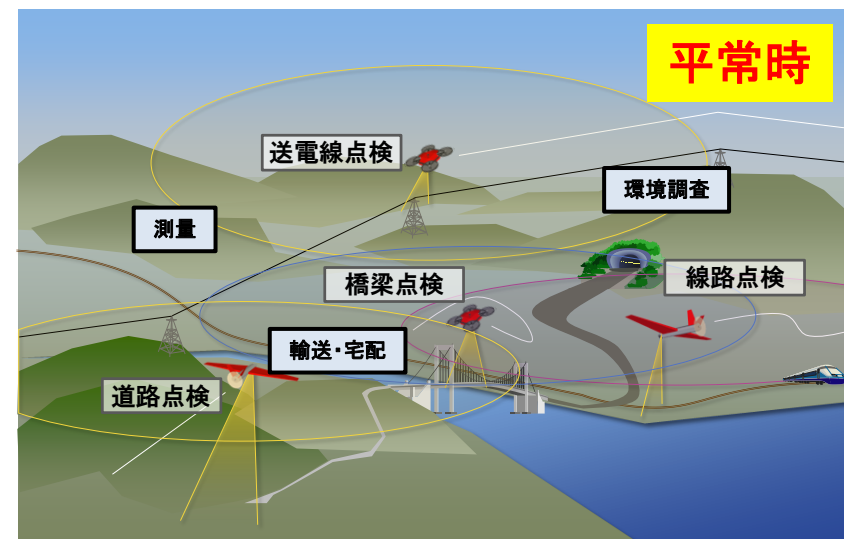 平常時
送電線点検
環境調査
測量
橋梁点検
線路点検
輸送・宅配
道路点検